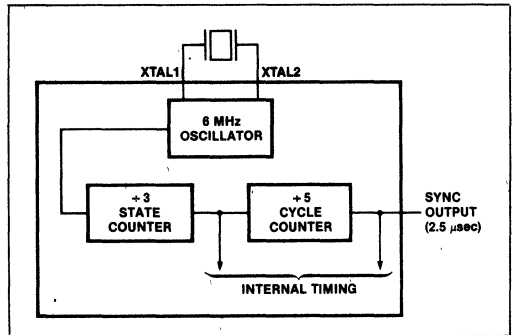 XTAL1
XTAL2
6 MHz
OSCILLATOR
÷3
STATE
COUNTER
÷5
CYCLE
COUNTER
SYNC
OUTPUT
(2.5 μsec)
INTERNAL TIMING